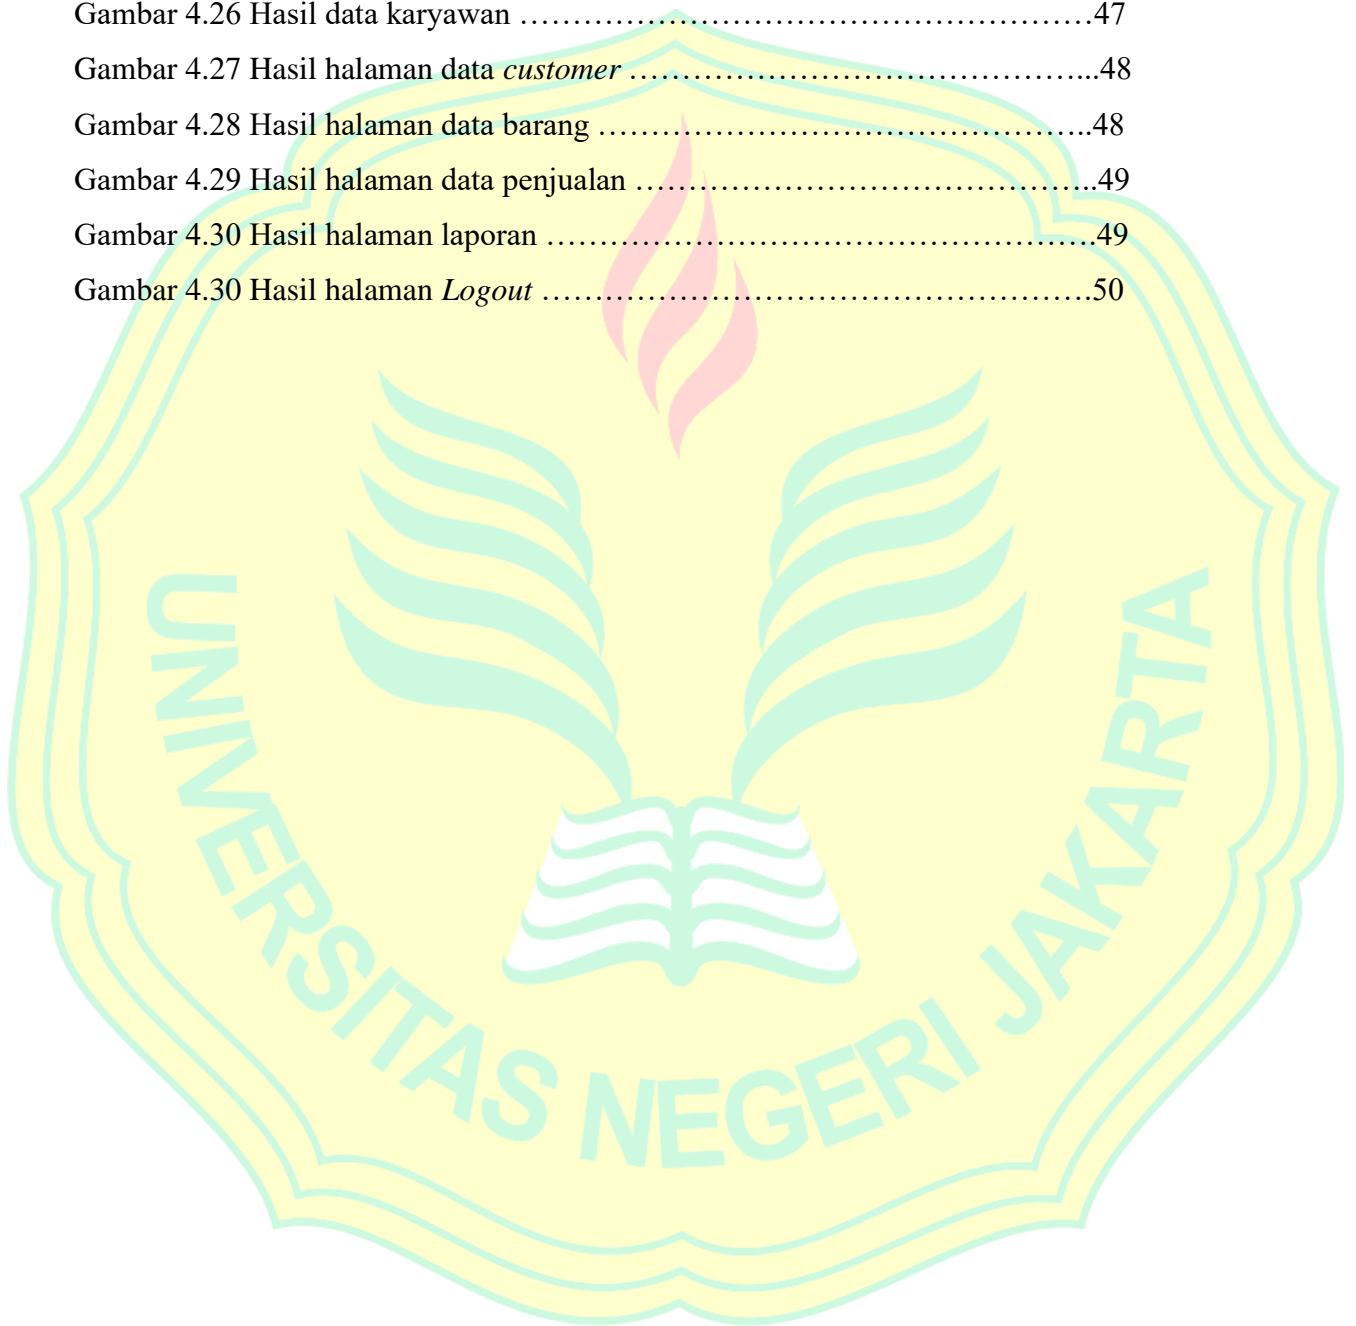 Gambar 4.26 Hasil data karyawan ……………………………………………………47
Gambar 4.27 Hasil halaman data customer ………………………………………...48
Gambar 4.28 Hasil halaman data barang ……………………………………………..48
Gambar 4.29 Hasil halaman data penjualan …………………………………………..49
Gambar 4.30 Hasil halaman laporan ………………………………………………….49
Gambar 4.30 Hasil halaman Logout ………………………………………………….50
UNIVERSITAS NEGERI JAKARTA